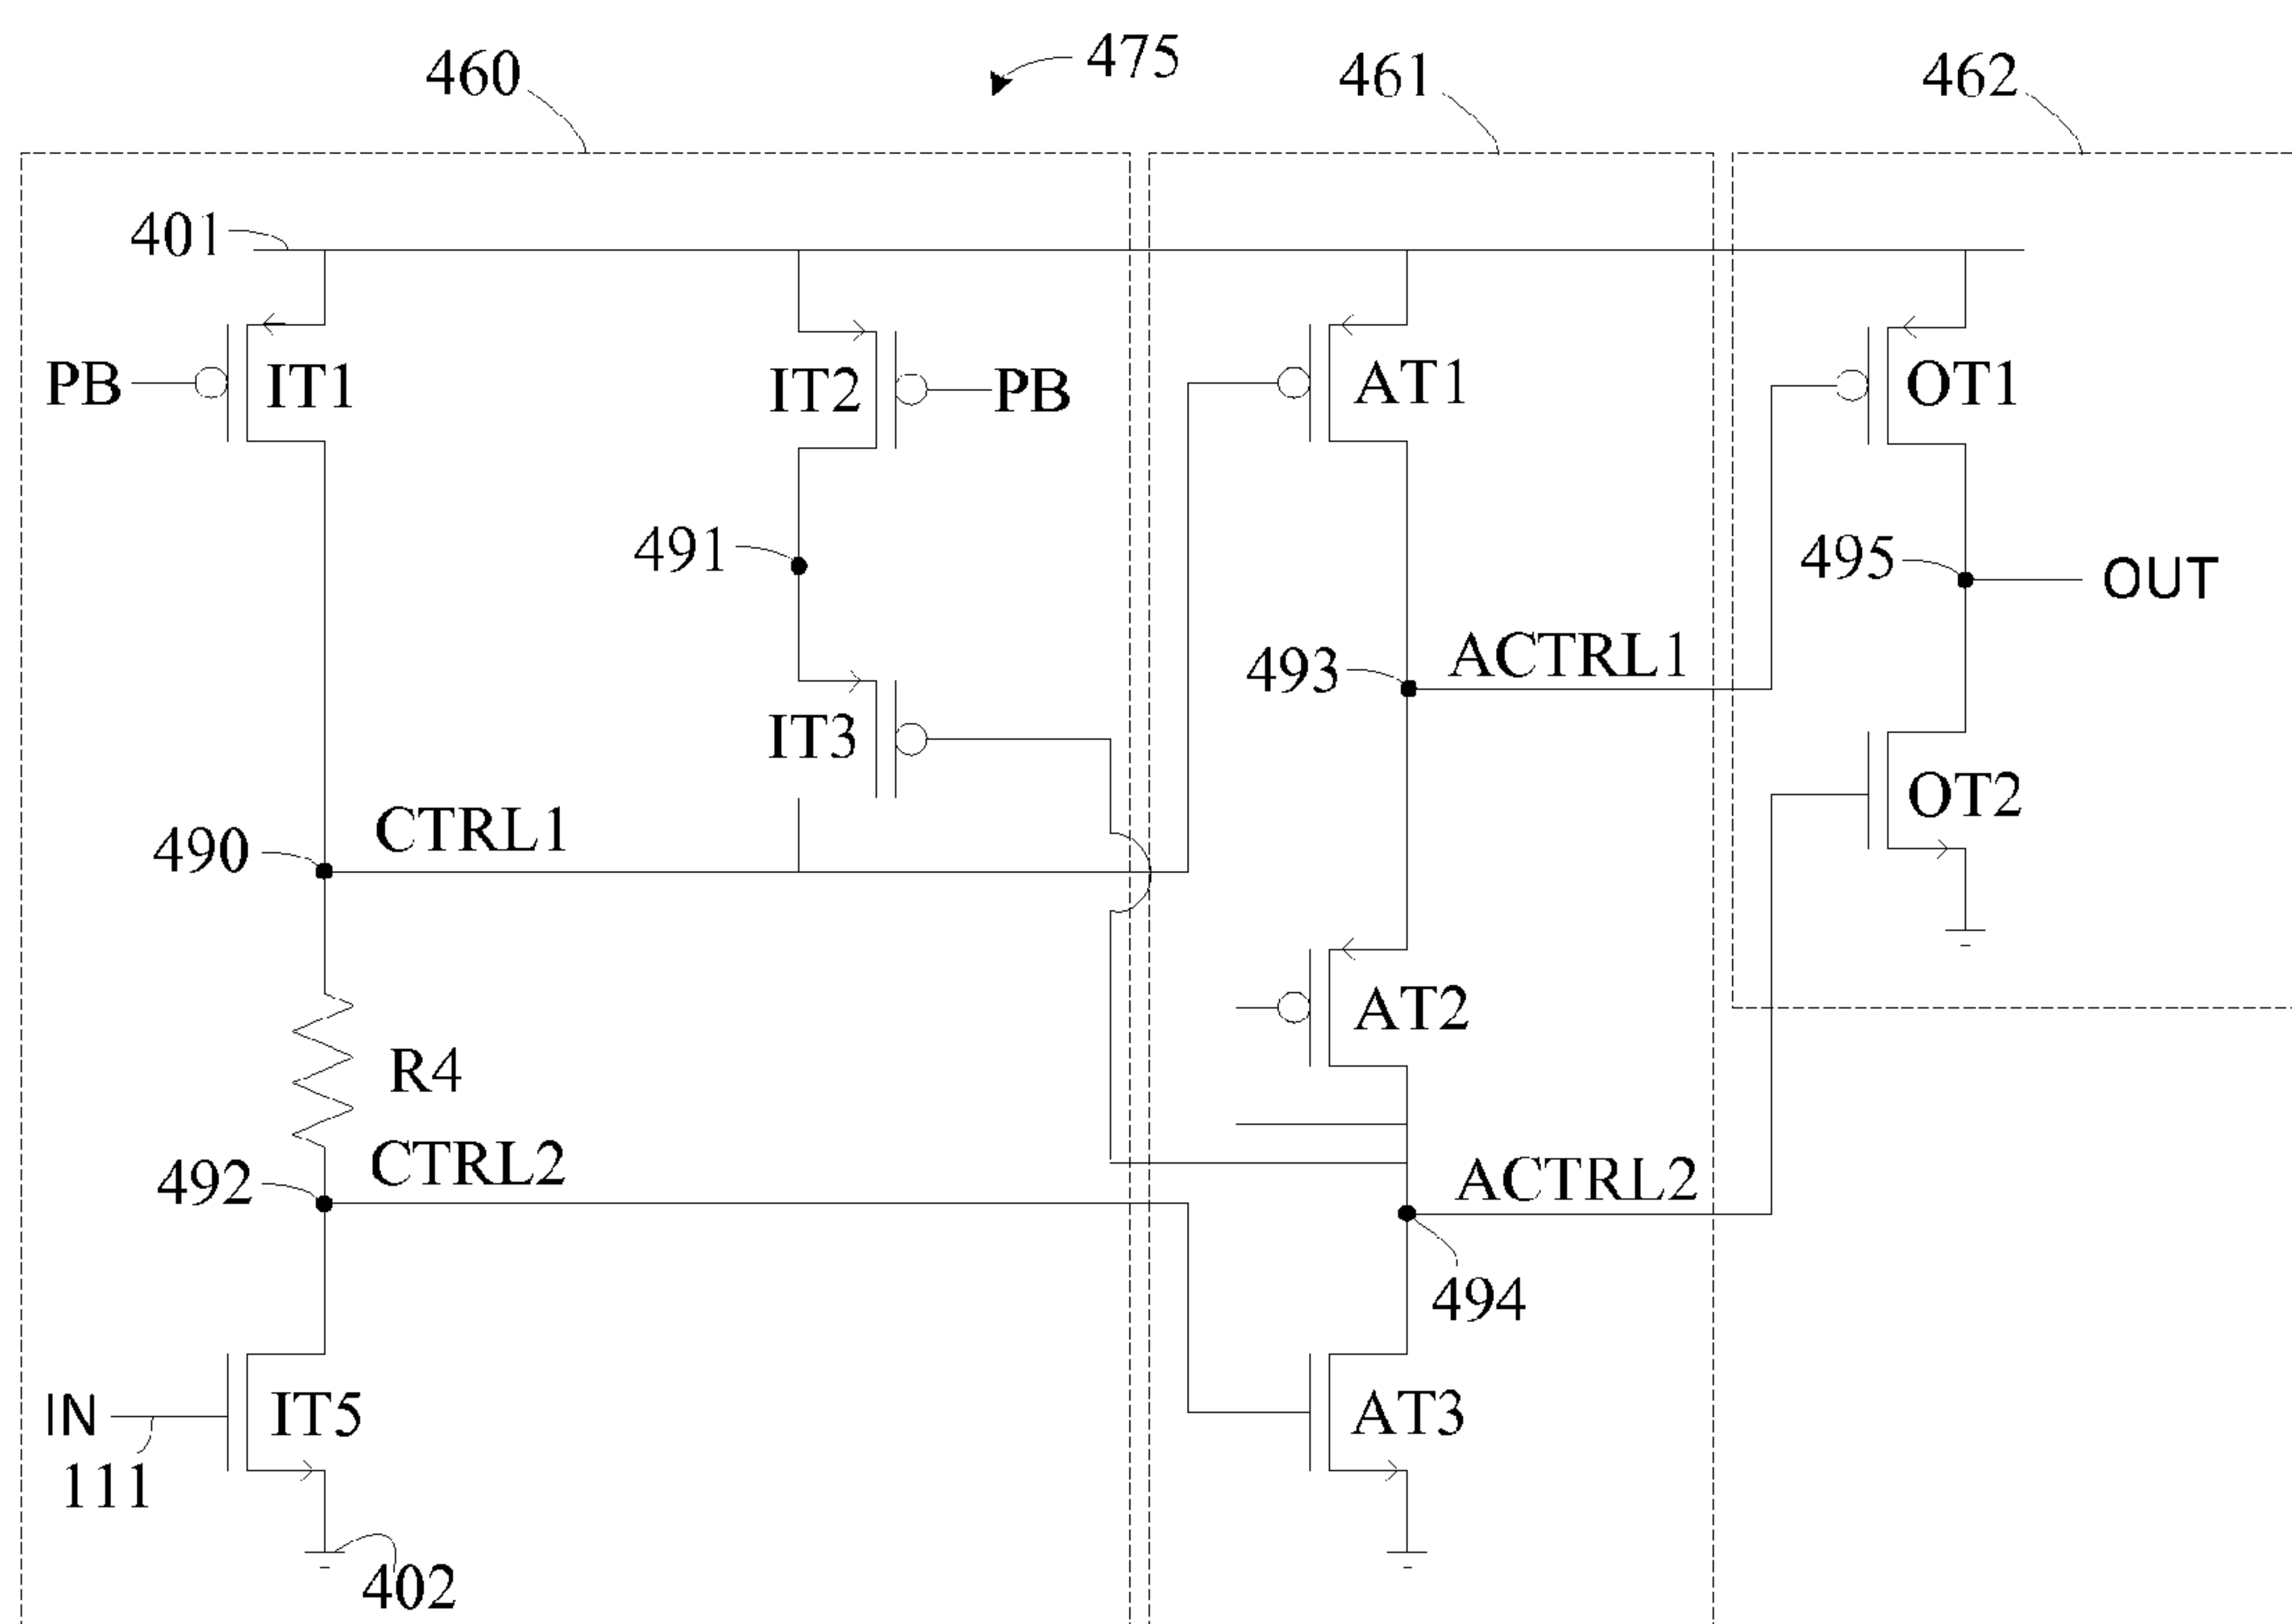 475
460
461
462
401
PB
IT1
IT2
PB
AT1
OT1
491
495
OUT
493
ACTRL1
IT3
OT2
490
CTRL1
AT2
R4
492
CTRL2
ACTRL2
494
IN
IT5
AT3
111
402